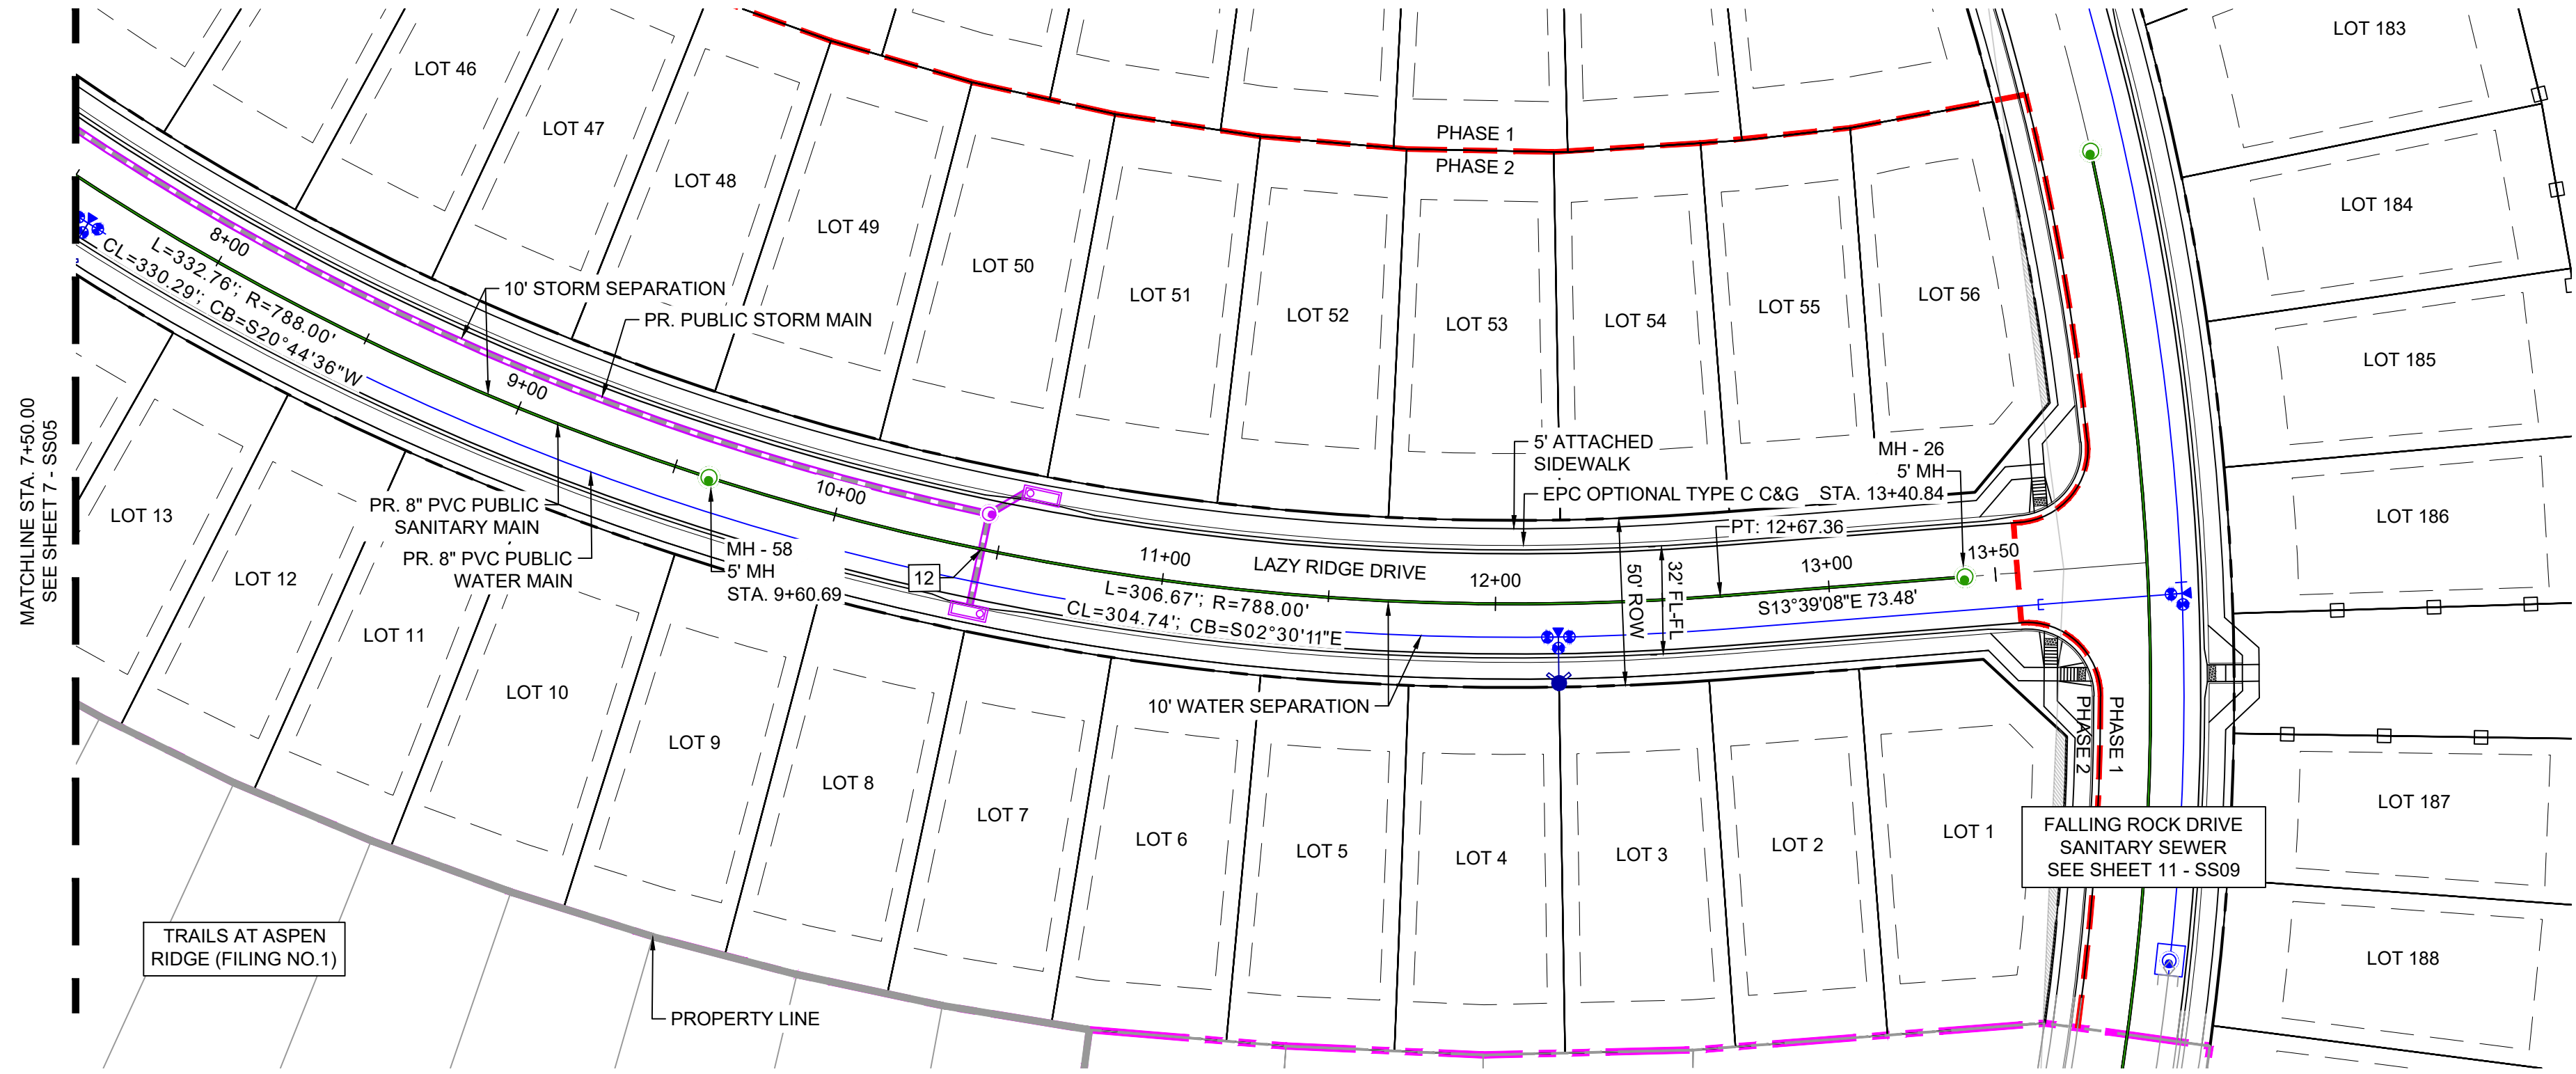 MATCHLINE STA. 7+50.00
SEE SHEET 7 - SS05
LOT 46
LOT 47
LOT 48
LOT 49
LOT 50
LOT 51
LOT 52
LOT 53
LOT 54
LOT 55
LOT 56
PHASE 1
PHASE 2
LOT 183
LOT 184
LOT 185
LOT 186
LOT 187
LOT 188
8+00
L=332.76'; R=788.00'
CL=330.29'; CB=S20°44'36"W
10' STORM SEPARATION
PR. PUBLIC STORM MAIN
9+00
10+00
PR. 8" PVC PUBLIC
SANITARY MAIN
PR. 8" PVC PUBLIC
WATER MAIN
MH - 58
5' MH
STA. 9+60.69
12
11+00
LAZY RIDGE DRIVE
12+00
L=306.67'; R=788.00'
CL=304.74'; CB=S02°30'11"E
10' WATER SEPARATION
5' ATTACHED
SIDEWALK
EPC OPTIONAL TYPE C C&G
MH - 26
5' MH
STA. 13+40.84
PT: 12+67.36
50' ROW
32' FL-FL
13+00
13+50
S13°39'08"E 73.48'
PHASE 1
PHASE 2
LOT 13
LOT 12
LOT 11
LOT 10
LOT 9
LOT 8
LOT 7
LOT 6
LOT 5
LOT 4
LOT 3
LOT 2
LOT 1
FALLING ROCK DRIVE
SANITARY SEWER
SEE SHEET 11 - SS09
TRAILS AT ASPEN
RIDGE (FILING NO.1)
PROPERTY LINE